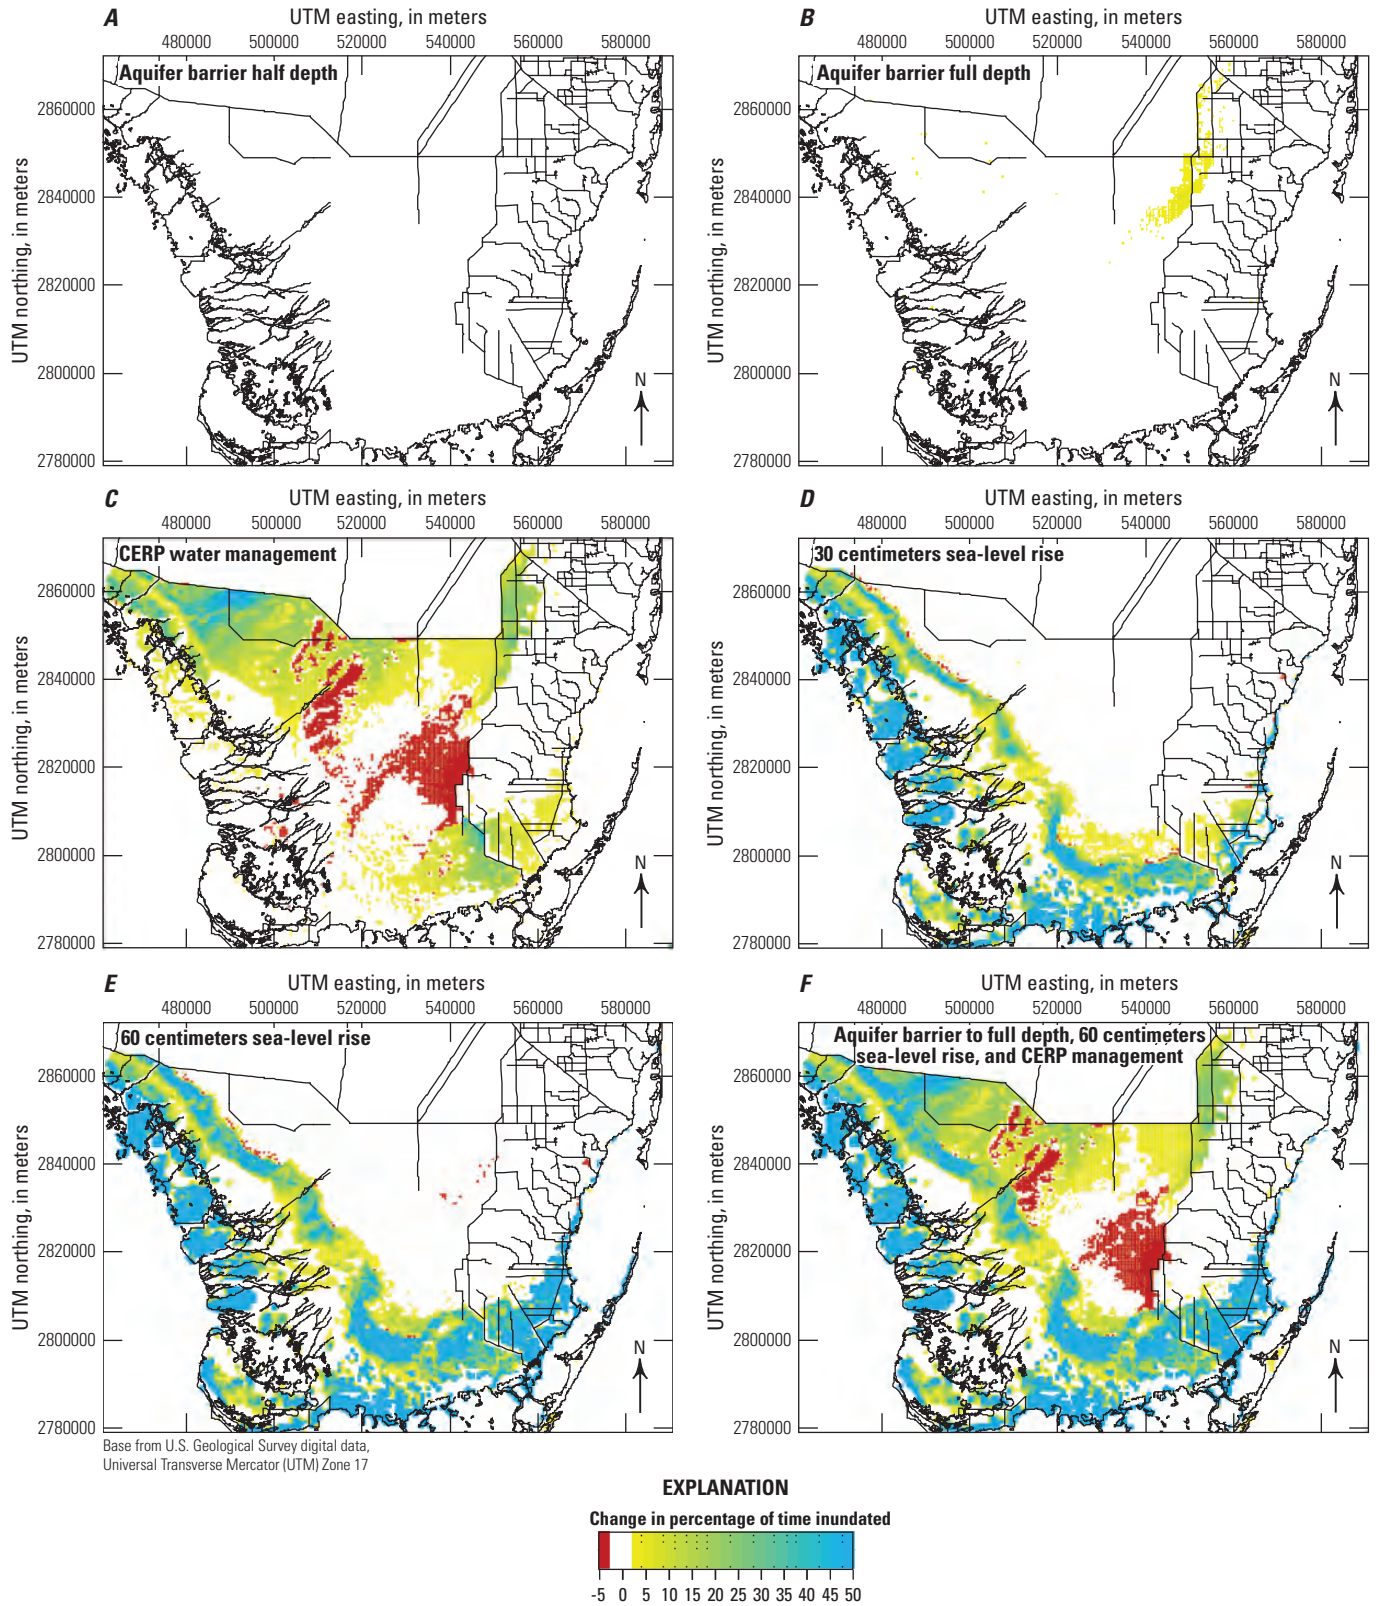 A
UTM easting, in meters
480000 500000 520000 540000 560000 580000
Aquifer barrier half depth
UTM northing, in meters
2860000
2840000
2820000
2800000
2780000
N
B
UTM easting, in meters
480000 500000 520000 540000 560000 580000
Aquifer barrier full depth
UTM northing, in meters
2860000
2840000
2820000
2800000
2780000
N
C
UTM easting, in meters
480000 500000 520000 540000 560000 580000
CERP water management
UTM northing, in meters
2860000
2840000
2820000
2800000
2780000
N
D
UTM easting, in meters
480000 500000 520000 540000 560000 580000
30 centimeters sea-level rise
UTM northing, in meters
2860000
2840000
2820000
2800000
2780000
N
E
UTM easting, in meters
480000 500000 520000 540000 560000 580000
60 centimeters sea-level rise
UTM northing, in meters
2860000
2840000
2820000
2800000
2780000
N
F
UTM easting, in meters
480000 500000 520000 540000 560000 580000
Aquifer barrier to full depth, 60 centimeters
sea-level rise, and CERP management
UTM northing, in meters
2860000
2840000
2820000
2800000
2780000
N
Base from U.S. Geological Survey digital data,
Universal Transverse Mercator (UTM) Zone 17
EXPLANATION
Change in percentage of time inundated
-5 0 5 10 15 20 25 30 35 40 45 50